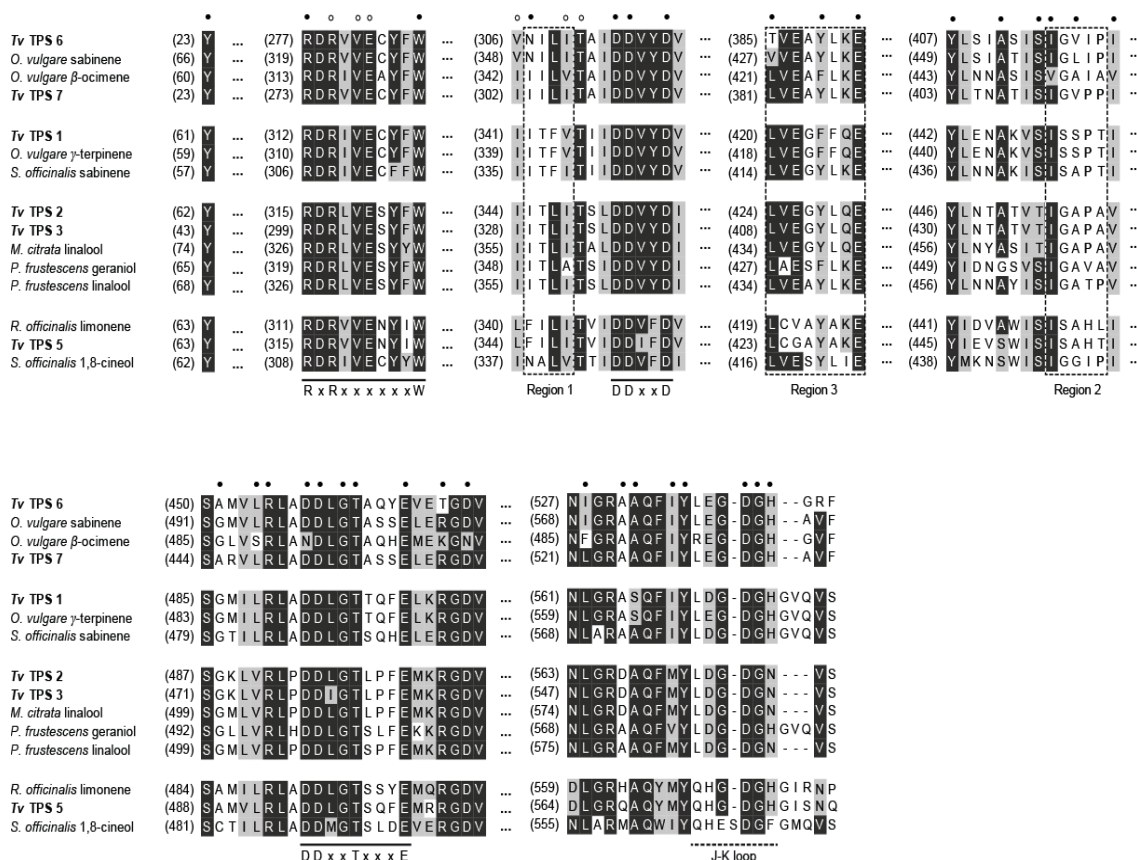 Tv TPS 6 (23) Y ... (277) RDRVVECYFW ... (306) VNILITAIDDVYDV ... (385) TVEAYLKE ... (407) YLSIASISIGVIPI ...
O. vulgare sabinene (66) Y ... (319) RDRVVECYFW ... (348) VNILITAIDDVYDV ... (427) VVEAYLKE ... (449) YLSIATISIGLIPI ...
O. vulgare β-ocimene (60) Y ... (313) RDRIVEAYFW ... (342) IIILVTAIDDVYDV ... (421) LVEAFLKE ... (443) YLNNASISVGAIAV ...
Tv TPS 7 (23) Y ... (273) RDRVVECYFW ... (302) IIILITAIDDVYDV ... (381) LVEAYLKE ... (403) YLTNATISIGVPPI ...
Tv TPS 1 (61) Y ... (312) RDRIVECYFW ... (341) IITFVTIIDDVYDV ... (420) LVEGFFQE ... (442) YLENAKVSISSPTI ...
O. vulgare γ-terpinene (59) Y ... (310) RDRIVECYFW ... (339) IITFVTIIDDVYDV ... (418) LVEGFFQE ... (440) YLENAKVSISSPTI ...
S. officinalis sabinene (57) Y ... (306) RDRIVECFFW ... (335) IITFITIIDDVYDV ... (414) LVEGYLKE ... (436) YLENAKISISAPTI ...
Tv TPS 2 (62) Y ... (315) RDRLVESYFW ... (344) IITLITSLDDVYDI ... (424) LVEGYLQE ... (446) YLNTATVTIGAPAV ...
Tv TPS 3 (43) Y ... (299) RDRLVESYFW ... (328) IITLITSLDDVYDI ... (408) LVEGYLQE ... (430) YLNTATVTIGAPAV ...
M. citrata linalool (74) Y ... (326) RDRLVESYYW ... (355) IITLITALDDVYDI ... (434) LVEGYLKE ... (456) YLNYASITIGAPAV ...
P. frustescens geraniol (65) Y ... (319) RDRLVESYFW ... (348) IITLATSIDDVYDI ... (427) LAESFLKE ... (449) YIDNGSVSIGAVAV ...
P. frustescens linalool (68) Y ... (326) RDRLVESYFW ... (355) IITLITSLDDVYDI ... (434) LVEAYLKE ... (456) YLNNAYISIGATPV ...
R. officinalis limonene (63) Y ... (311) RDRVVENYIW ... (340) LFILITVIDDVFDV ... (419) LCVAYAKE ... (441) YIDVAWISISAHLI ...
Tv TPS 5 (63) Y ... (315) RDRVVENYIW ... (344) LFILITVIDDIFDV ... (423) LCGAYAKE ... (445) YIEVSWISISAHTI ...
S. officinalis 1,8-cineol (62) Y ... (308) RDRIVECYYW ... (337) INALVTTIDDVFDV ... (416) LVESYLIE ... (438) YMKNSWISIGGIPI ...
R x R x x x x x x W Region 1 D D x x D Region 3 Region 2
Tv TPS 6 (450) SAMVLRLADDLGTAQYEVETGDV ... (527) NIGRAAQFIYLEG-DGH--GRF
O. vulgare sabinene (491) SGMVLRLADDLGTASSELERGDV ... (568) NIGRAAQFIYLEG-DGH--AVF
O. vulgare β-ocimene (485) SGLVSRLANDLGTAQHEMEKGNV ... (485) NFGRAAQFIYREG-DGH--GVF
Tv TPS 7 (444) SARVLRLADDLGTASSELERGDV ... (521) NLGRAAQFIYLEG-DGH--AVF
Tv TPS 1 (485) SGMILRLADDLGTTQFELKRGDV ... (561) NLGRASQFIYLDG-DGHGVQVS
O. vulgare γ-terpinene (483) SGMILRLADDLGTTQFELKRGDV ... (559) NLGRASQFIYLDG-DGHGVQVS
S. officinalis sabinene (479) SGTILRLADDLGTSQHELERGDV ... (568) NLARAAQFIYLDG-DGHGVQVS
Tv TPS 2 (487) SGKLVRLPDDLGTLPFEMKRGDV ... (563) NLGRDAQFMYLDG-DGN---VS
Tv TPS 3 (471) SGKLVRLPDDIGTLPFEMKRGDV ... (547) NLGRDAQFMYLDG-DGN---VS
M. citrata linalool (499) SGMLVRLPDDLGTLPFEMKRGDV ... (574) NLGRDAQFMYLDG-DGN---VS
P. frustescens geraniol (492) SGLLVRLHDDLGTSLFEKKRGDV ... (568) NLGRAAQFVYLDG-DGHGVQVS
P. frustescens linalool (499) SGMLVRLPDDLGTSPFEMKRGDV ... (575) NLGRAAQFMYLDG-DGN---VS
R. officinalis limonene (484) SAMILRLADDLGTSSYEMQRGDV ... (559) DLGRHAQYMYQHG-DGHGIRNP
Tv TPS 5 (488) SAMVLRLADDLGTSSYEMRRGDV ... (564) DLGRQAQYMYQHG-DGHGISNQ
S. officinalis 1,8-cineol (481) SCTILRLADDMGTSLDEVERGDV ... (555) NLARMAQWIYQHESDGFGMQVS
D D x x T x x x E J-K loop